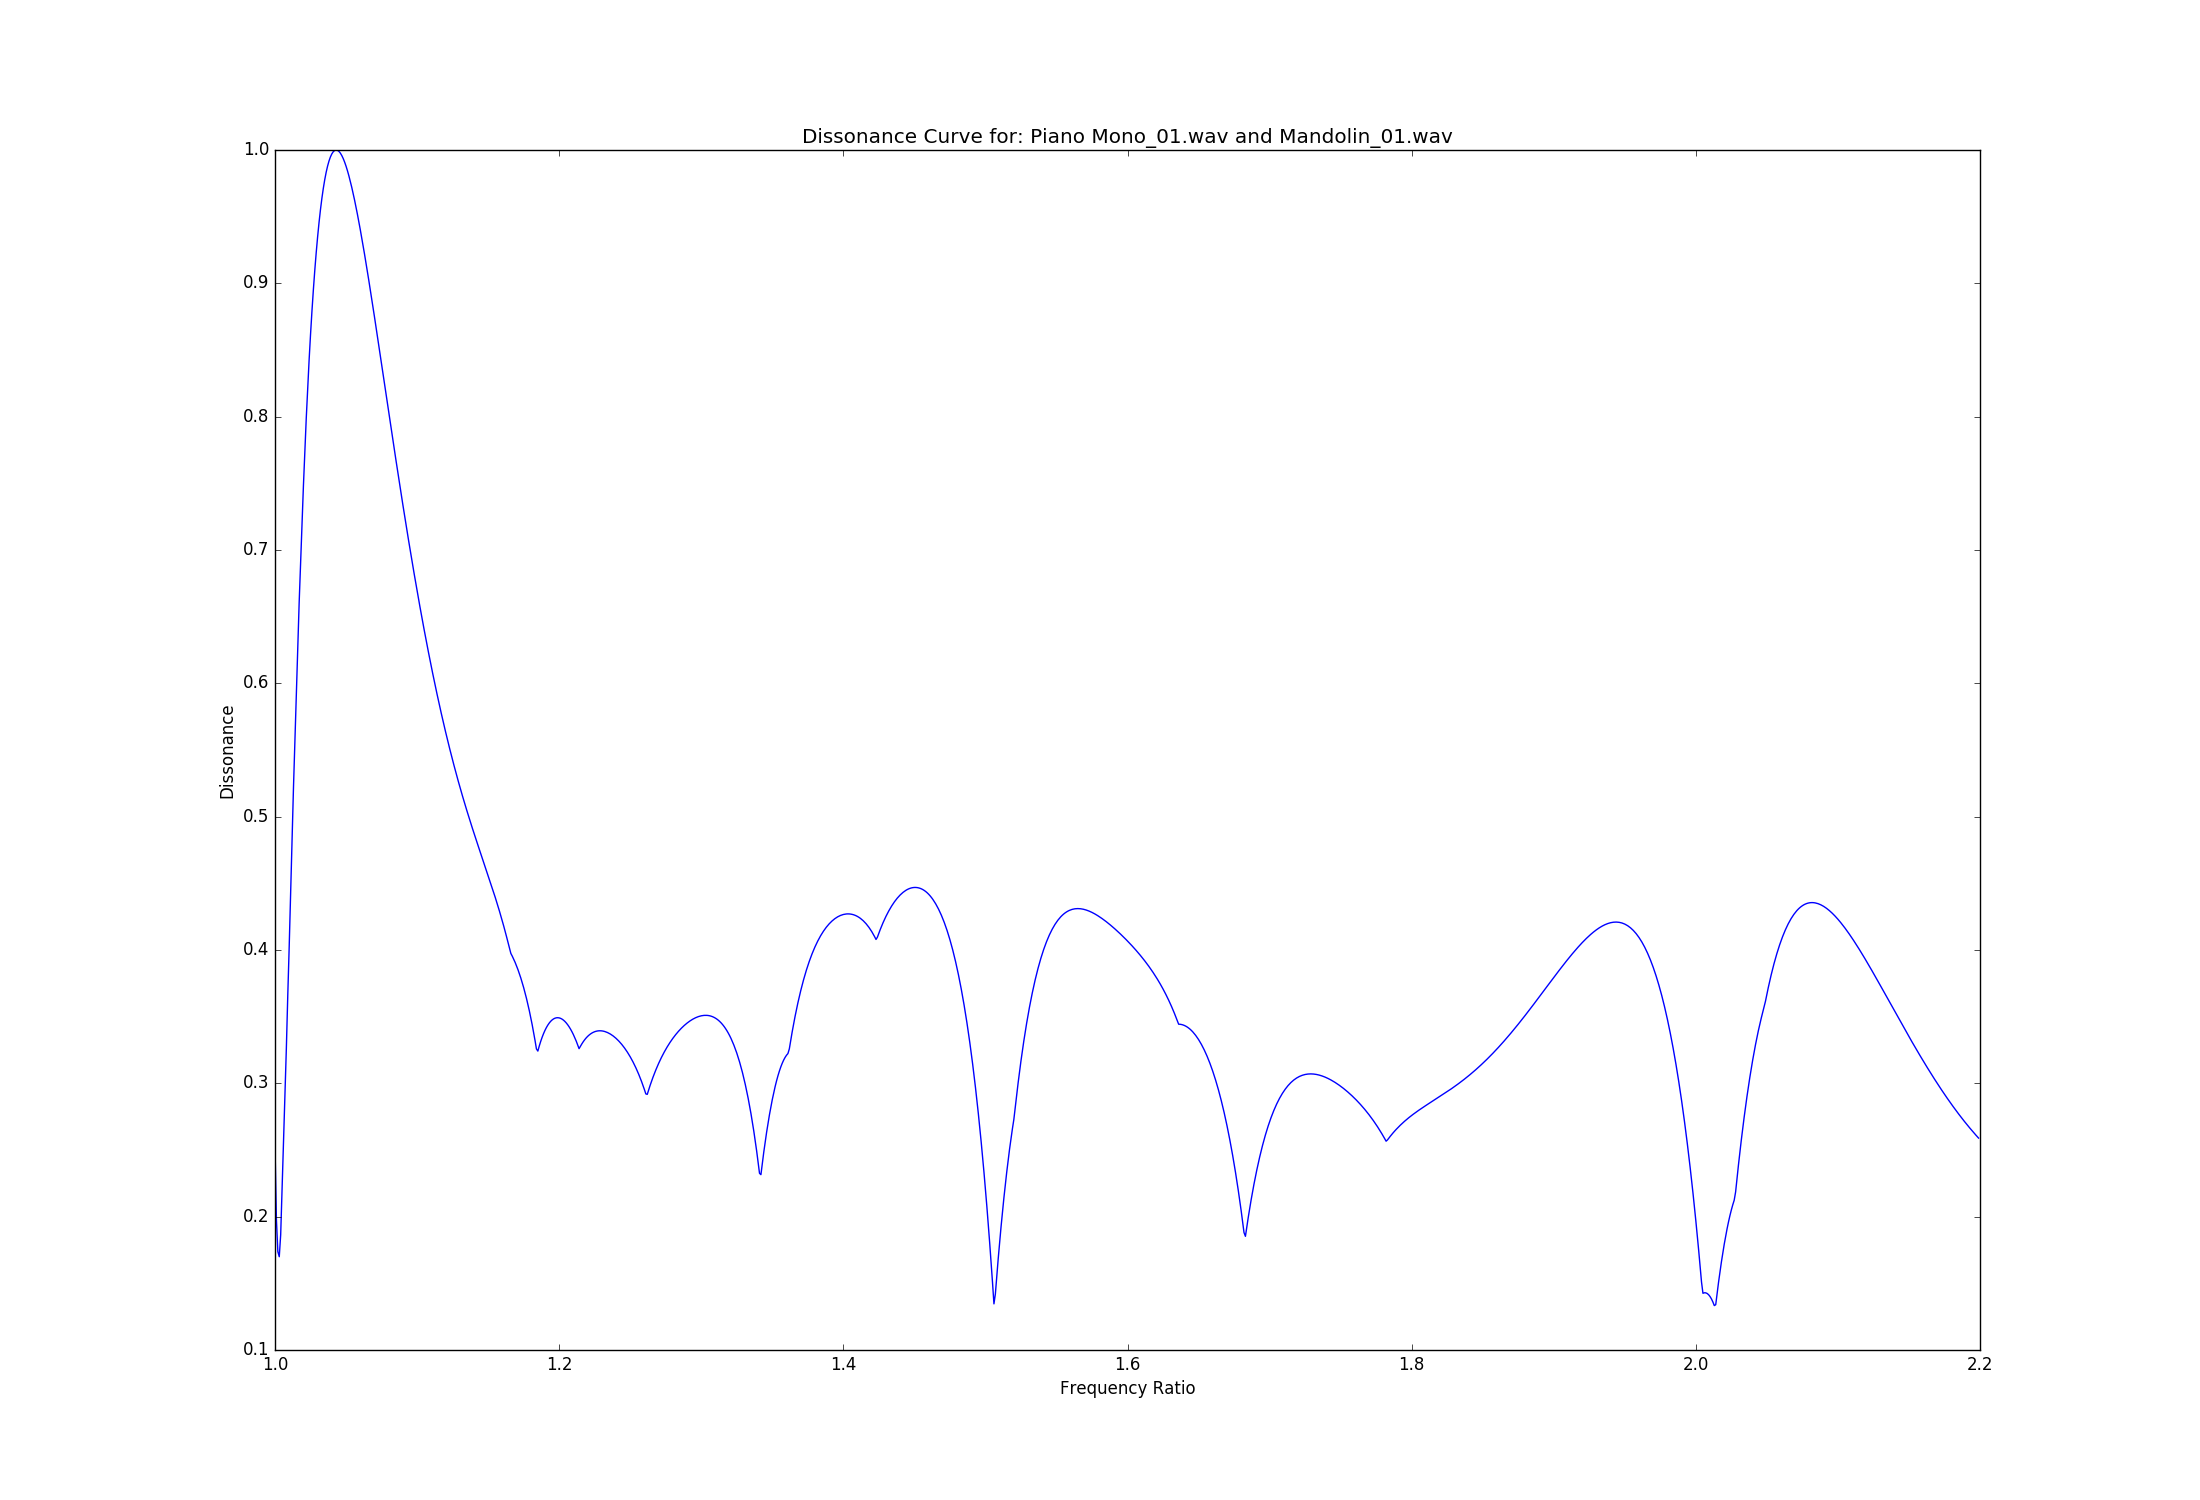 Dissonance Curve for: Piano Mono_01.wav and Mandolin_01.wav
1.0
0.9
0.8
0.7
0.6
0.5
0.4
0.3
0.2
0.1
Dissonance
1.0 1.2 1.4 1.6 1.8 2.0 2.2
Frequency Ratio